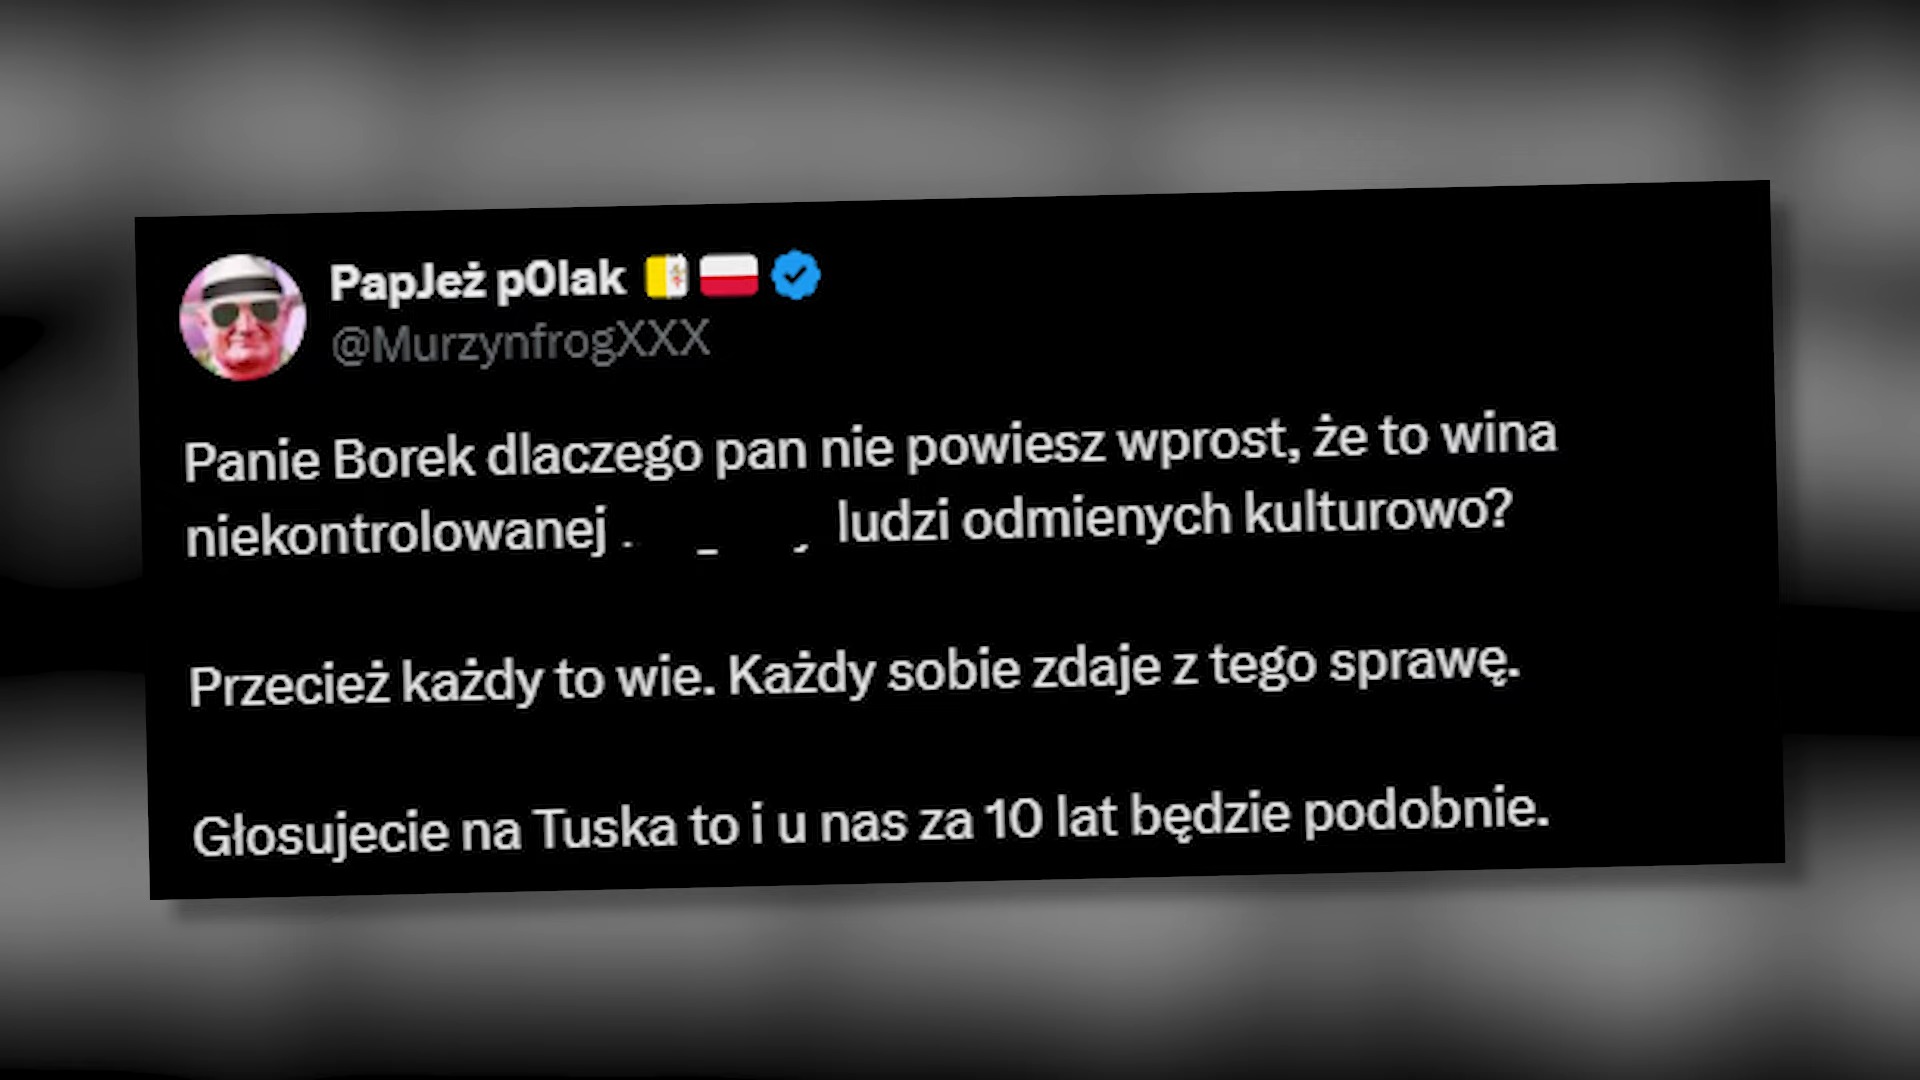 PapJeż pOlak
@MurzynfrogXXX
Panie Borek dlaczego pan nie powiesz wprost, że to wina
niekontrolowanej ludzi odmienych kulturowo?
Przecież każdy to wie. Każdy sobie zdaje z tego sprawę.
Głosujecie na Tuska to i u nas za 10 lat będzie podobnie.